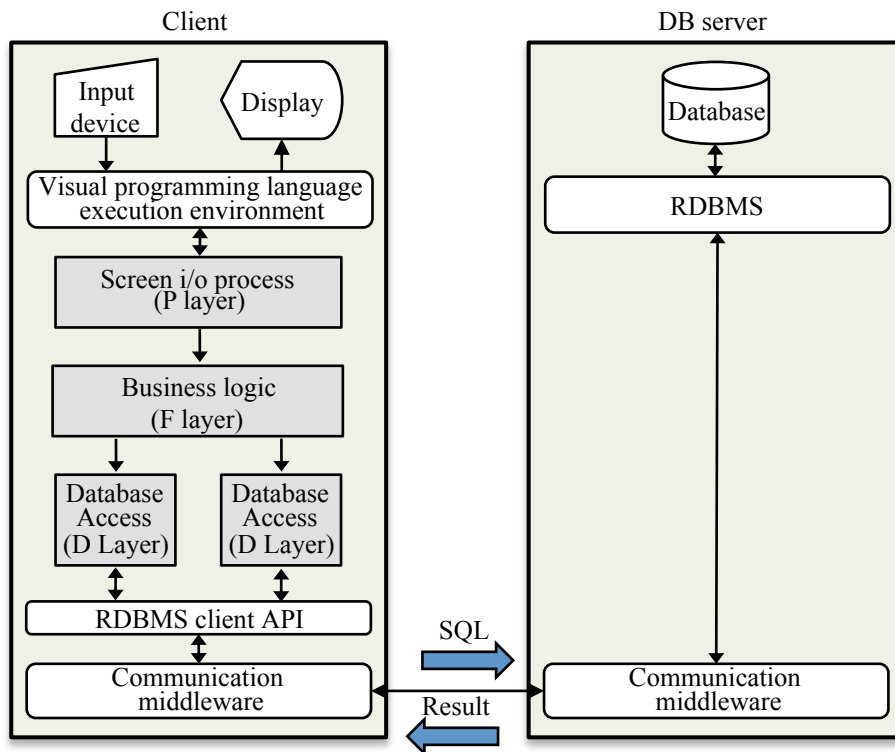 Client
DB server
Input
device
Display
Database
Visual programming language
execution environment
RDBMS
Screen i/o process
(P layer)
Business logic
(F layer)
Database
Access
(D Layer)
Database
Access
(D Layer)
RDBMS client API
SQL
Communication
middleware
Communication
middleware
Result